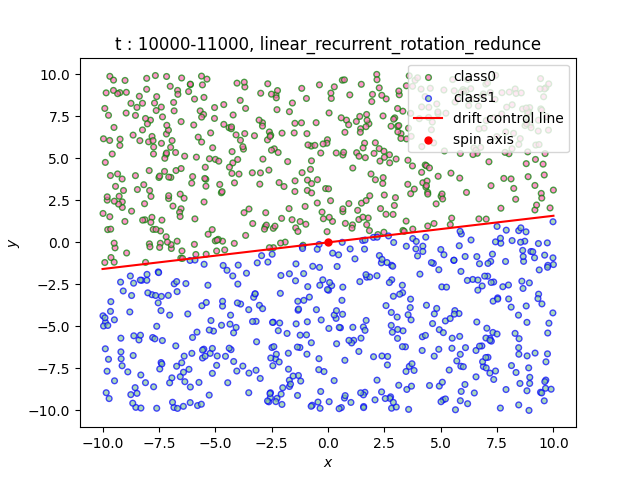 t : 10000-11000, linear_recurrent_rotation_redunce
class0
class1
drift control line
spin axis
y
10.0
7.5
5.0
2.5
0.0
−2.5
−5.0
−7.5
−10.0
−10.0 −7.5 −5.0 −2.5 0.0 2.5 5.0 7.5 10.0
x